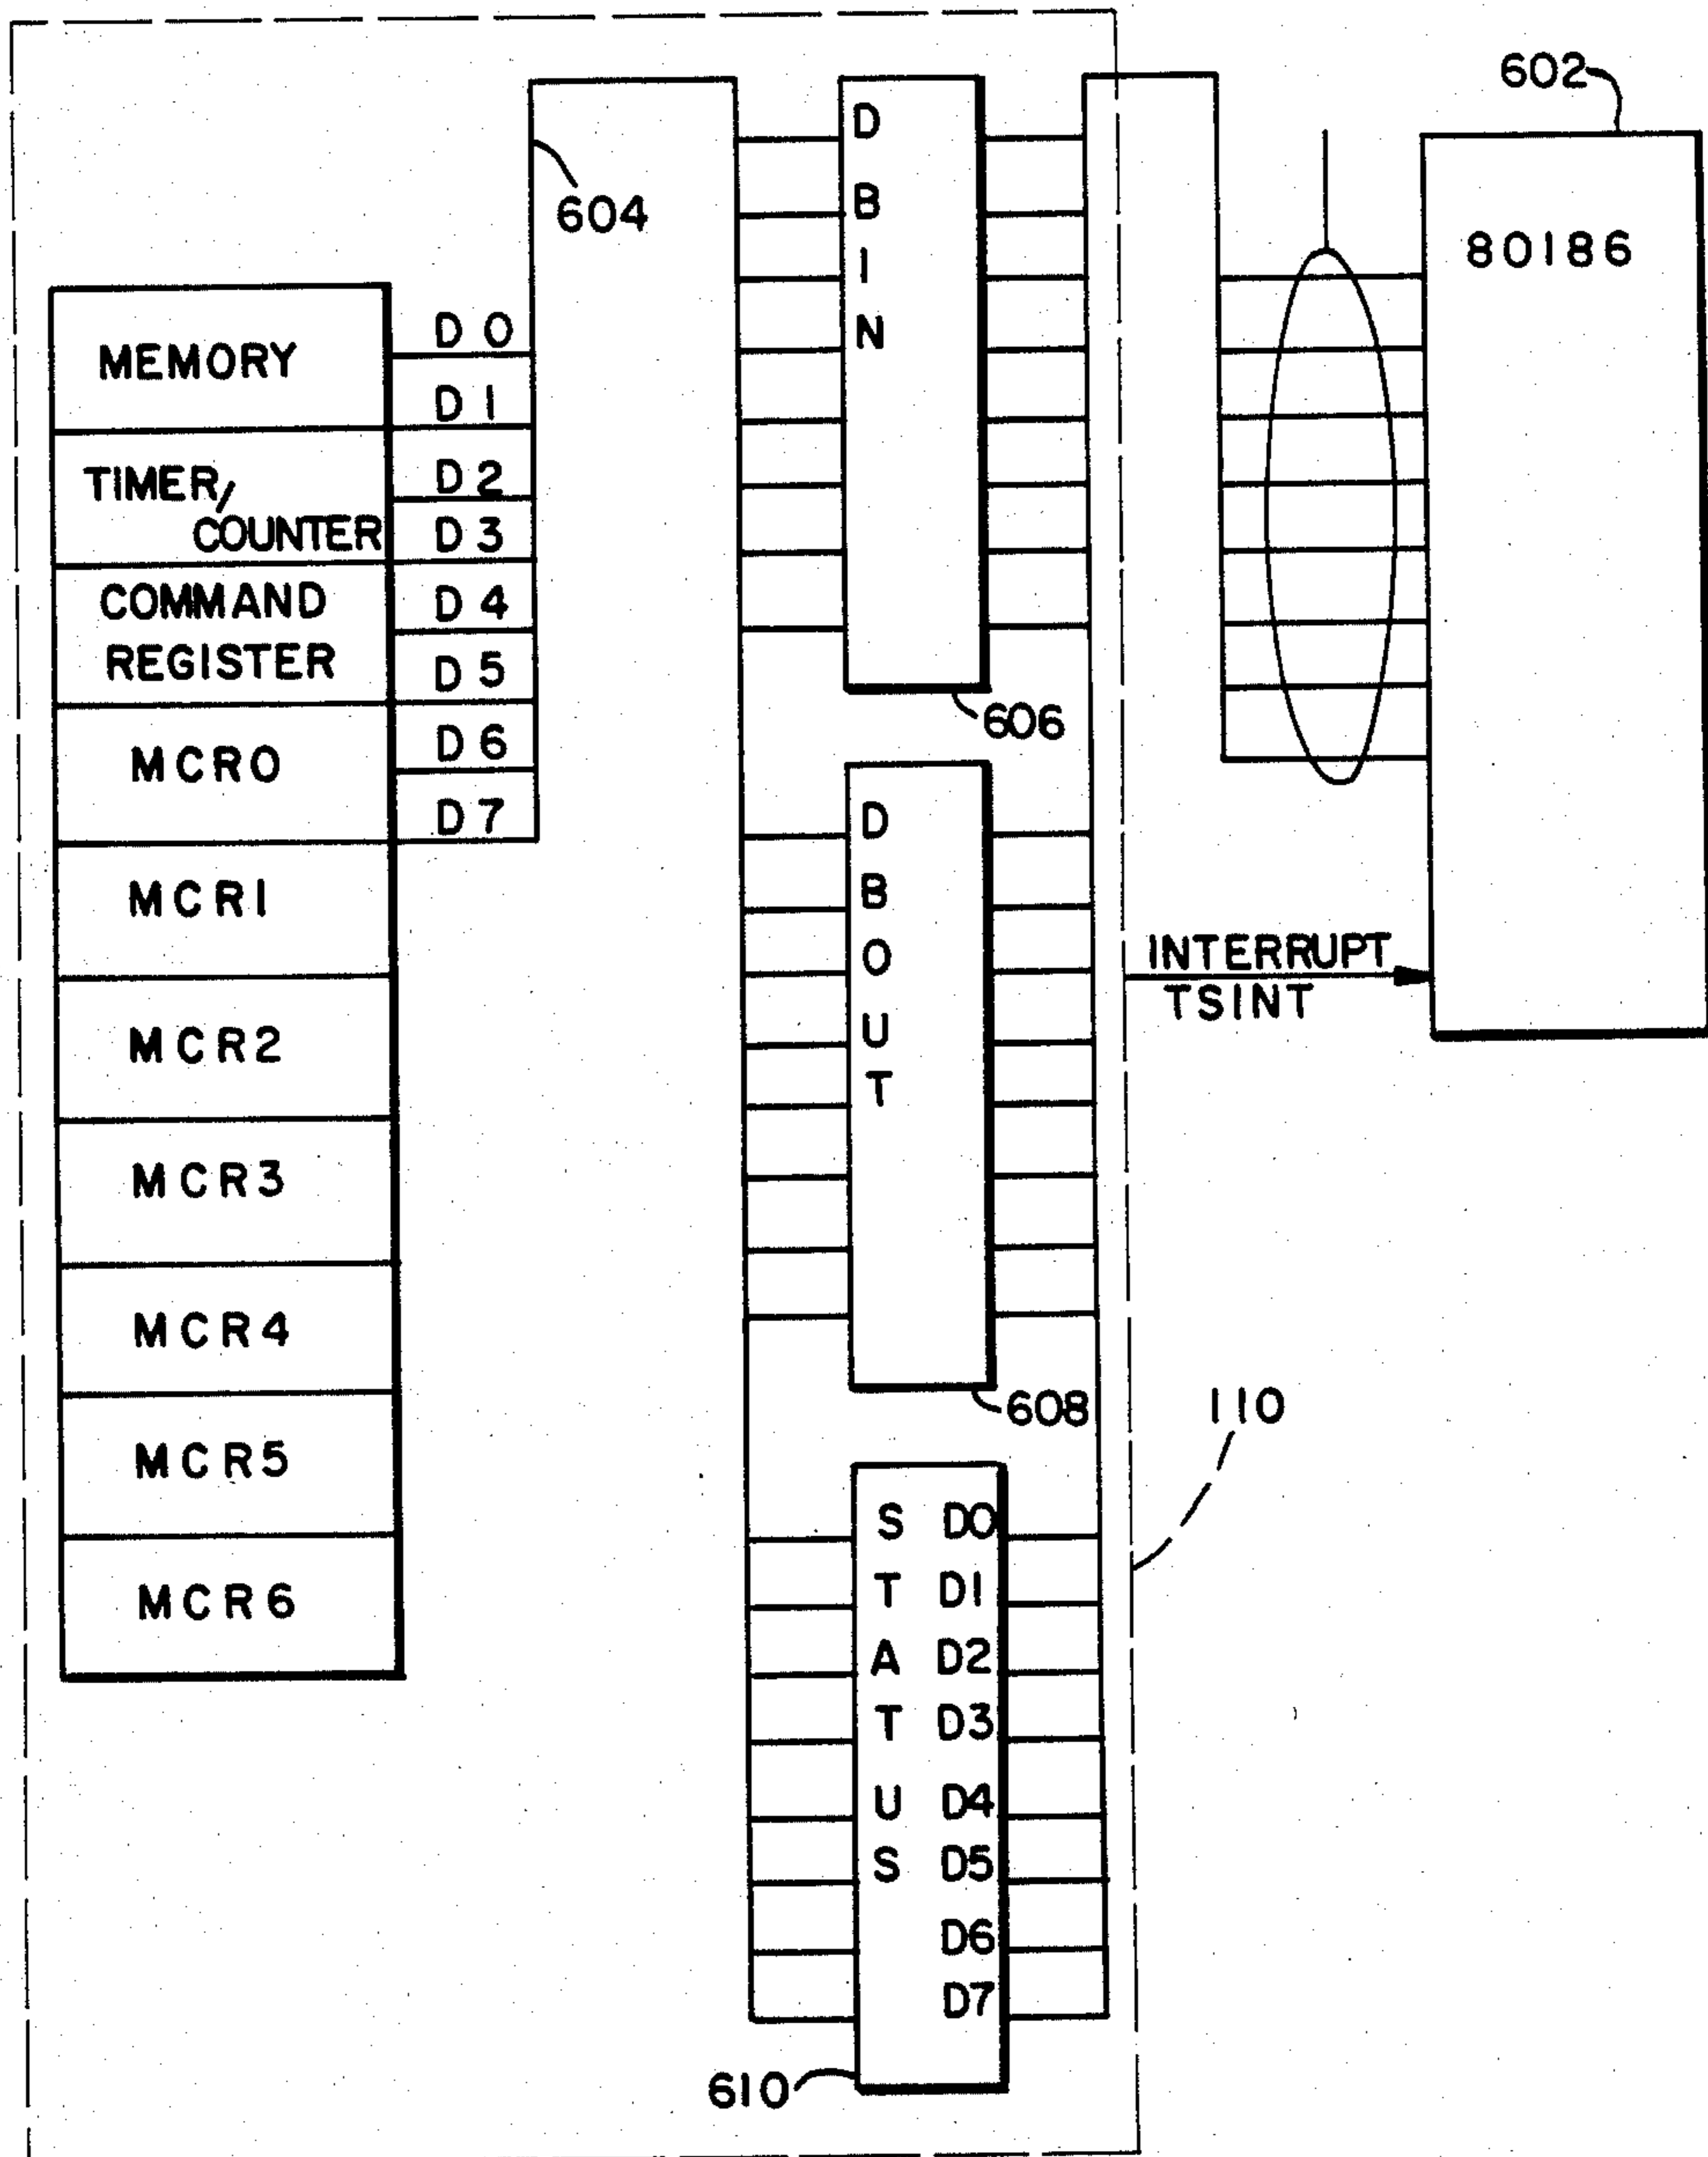 602
604
80186
D
B
I
N
606
MEMORY
TIMER/
COUNTER
COMMAND
REGISTER
MCR0
MCR1
MCR2
MCR3
MCR4
MCR5
MCR6
D0
D1
D2
D3
D4
D5
D6
D7
D
B
O
U
T
608
INTERRUPT
TSINT
110
S
T
A
T
U
S
D0
D1
D2
D3
D4
D5
D6
D7
610